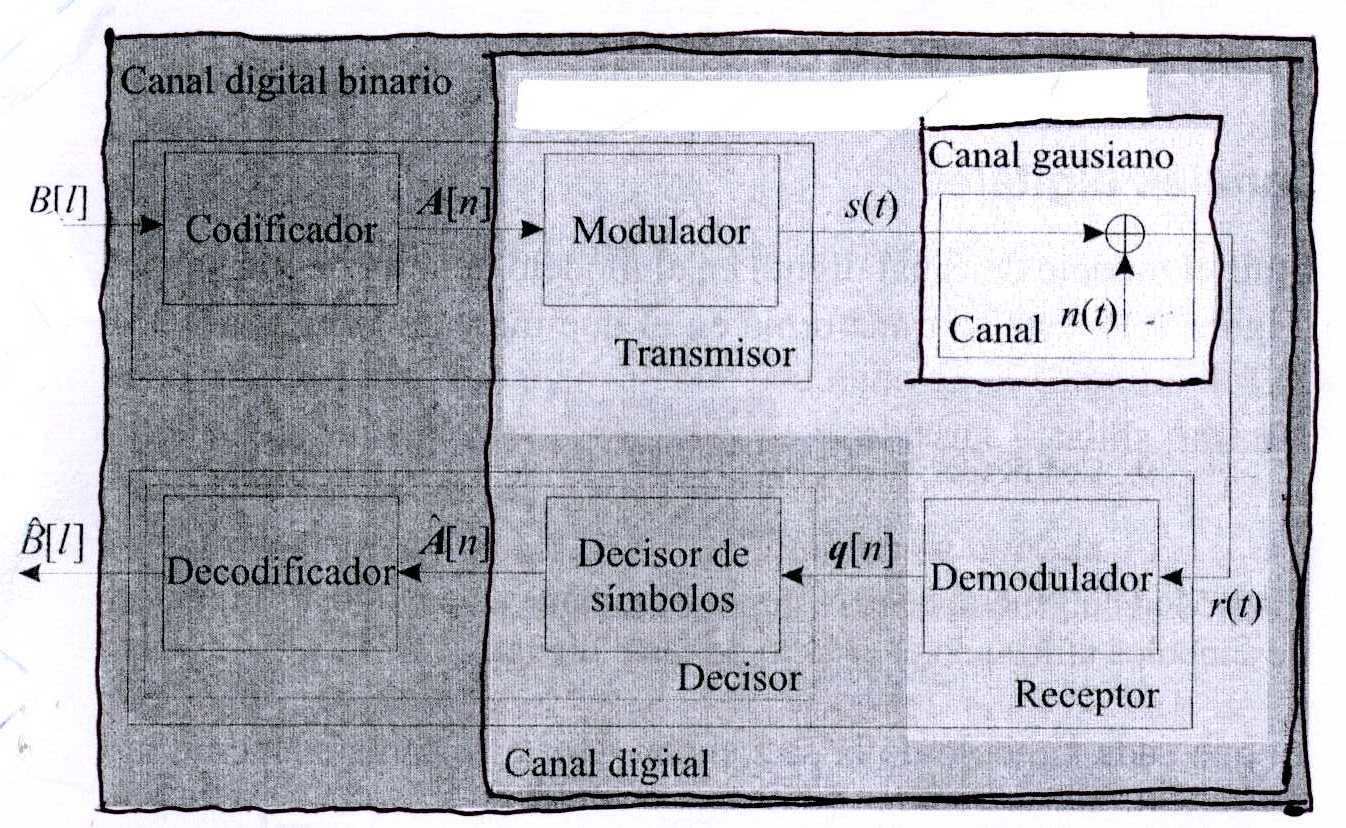 Canal digital binario
Canal gausiano
B[l]
Codificador
A[n]
Modulador
s(t)
n(t)
Canal
Transmisor
B̂[l]
Decodificador
Â[n]
Decisor de
símbolos
q[n]
Demodulador
r(t)
Decisor
Receptor
Canal digital